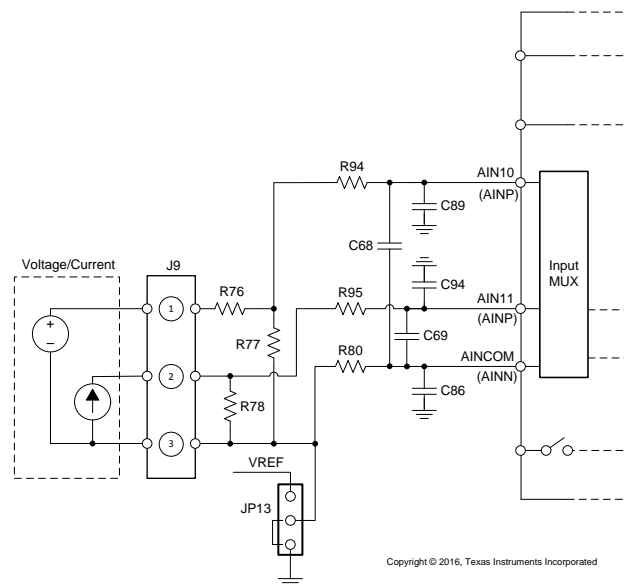 R94
AIN10
(AINP)
C89
C68
Voltage/Current
J9
C94
Input
MUX
1
R76
R95
AIN11
(AINP)
+
−
R77
C69
R80
2
AINCOM
(AINN)
R78
C86
3
VREF
JP13
Copyright © 2016, Texas Instruments Incorporated